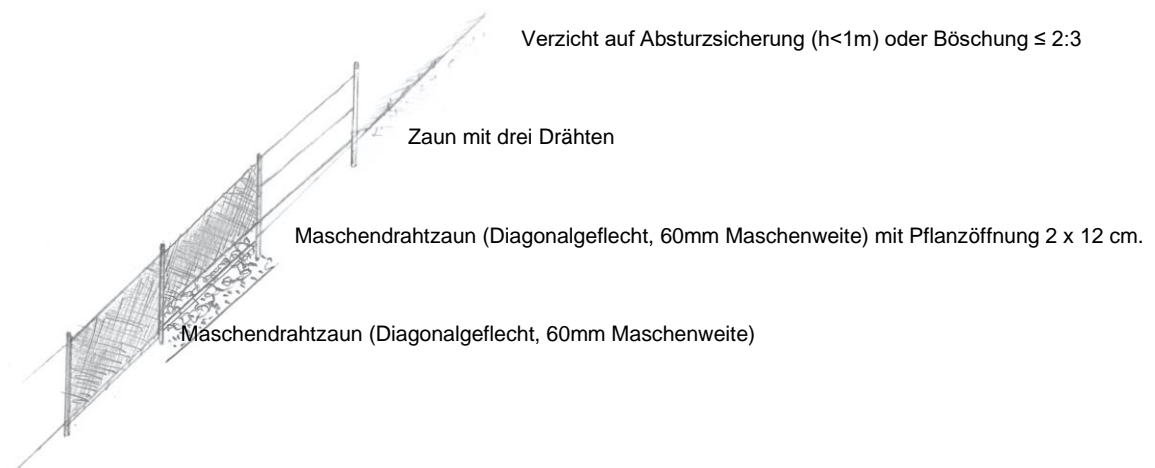 Verzicht auf Absturzsicherung (h<1m) oder Böschung ≤ 2:3
Zaun mit drei Drähten
Maschendrahtzaun (Diagonalgeflecht, 60mm Maschenweite) mit Pflanzöffnung 2 x 12 cm.
Maschendrahtzaun (Diagonalgeflecht, 60mm Maschenweite)